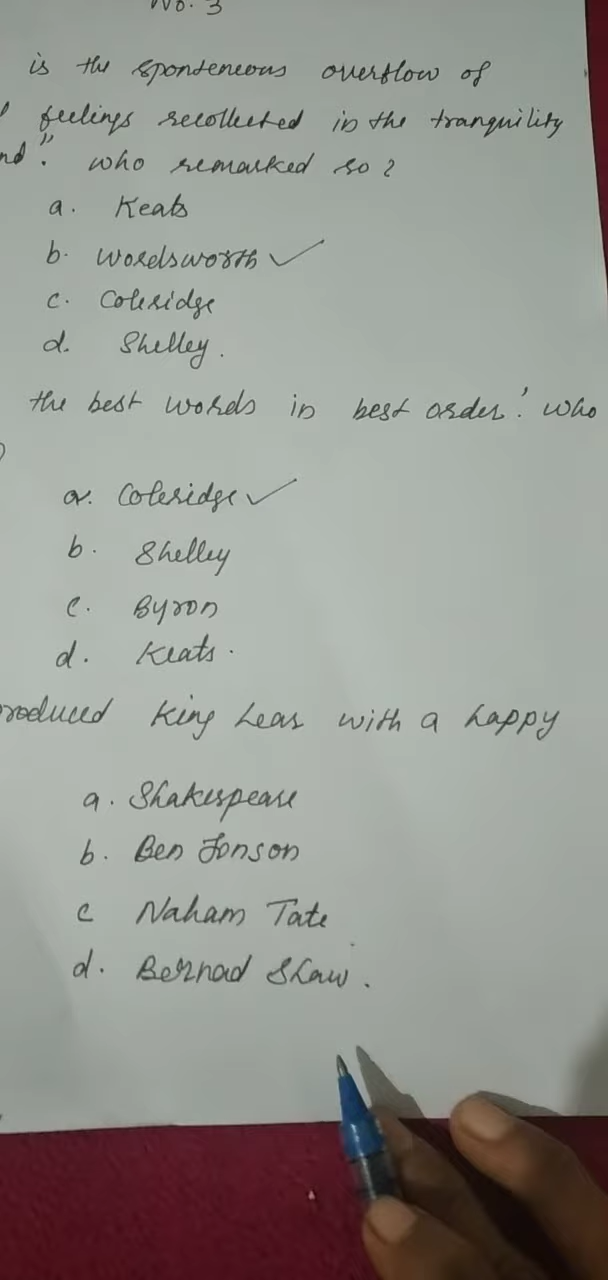 No. 3
is the sponteneous overflow of
feelings recollected in the tranquility
nd". who remarked so?
a. Keats
b. Wordsworth ✓
c. Coleridge
d. Shelley.
the best words in best order'. who
a. Coleridge ✓
b. Shelley
c. Byron
d. Keats.
roduced King Lear with a happy
a. Shakespeare
b. Ben Jonson
c Naham Tate
d. Bernad Shaw.